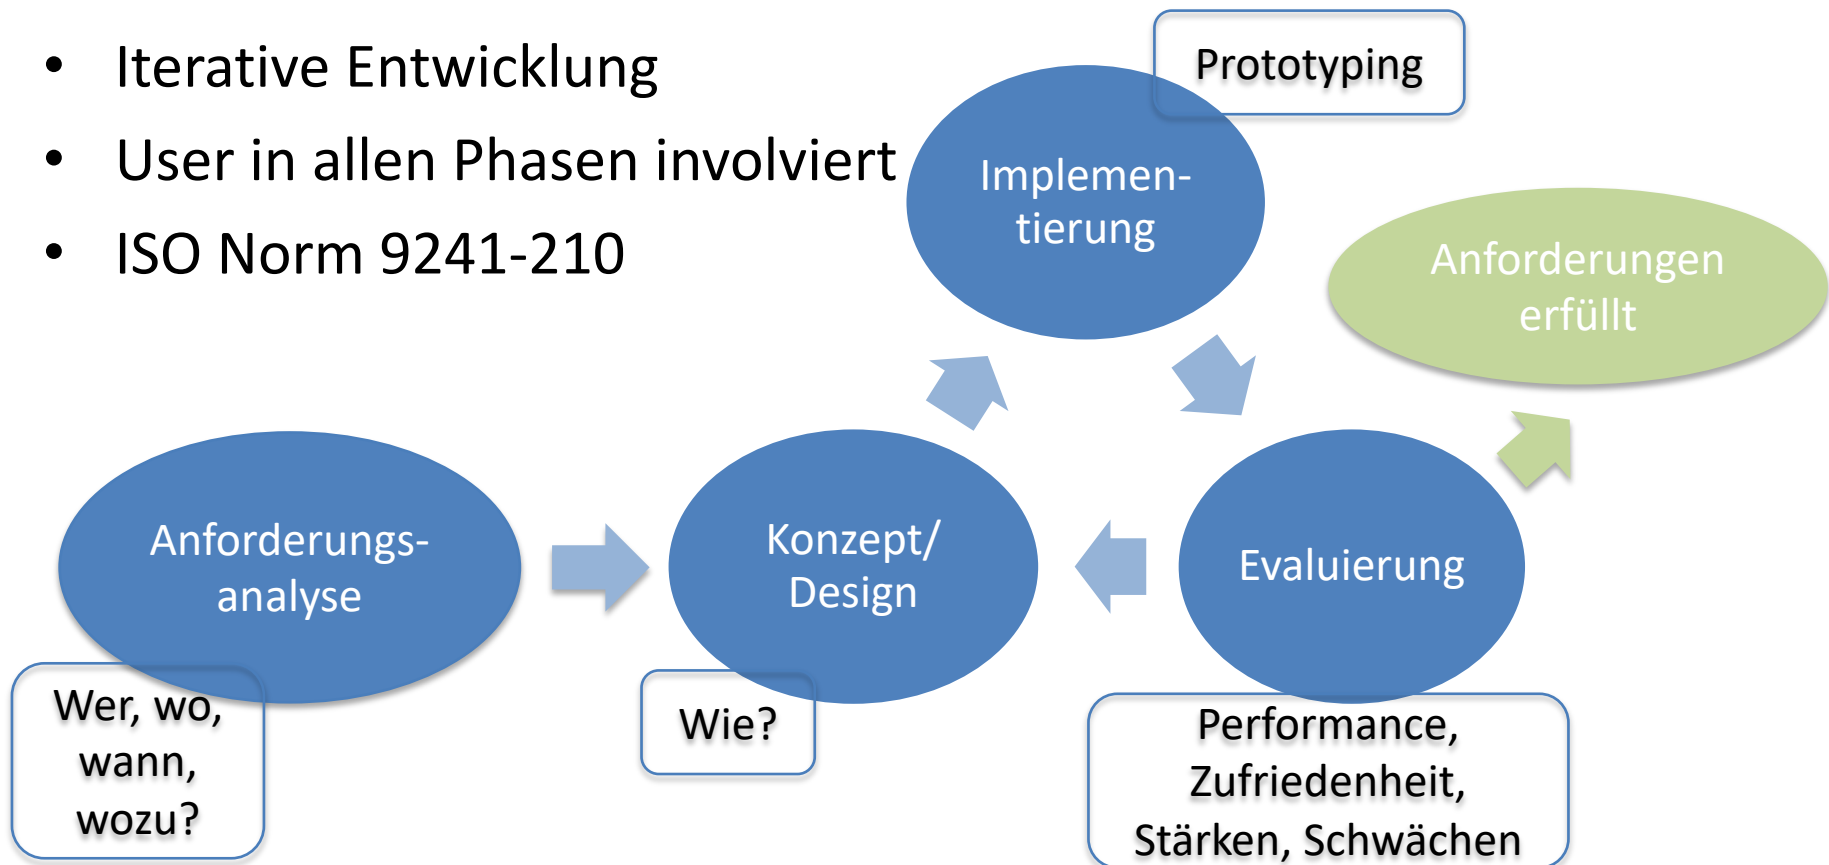 • Iterative Entwicklung
• User in allen Phasen involviert
• ISO Norm 9241-210
Prototyping
Implemen-
tierung
Anforderungen
erfüllt
Anforderungs-
analyse
Konzept/
Design
Evaluierung
Wer, wo,
wann,
wozu?
Wie?
Performance,
Zufriedenheit,
Stärken, Schwächen